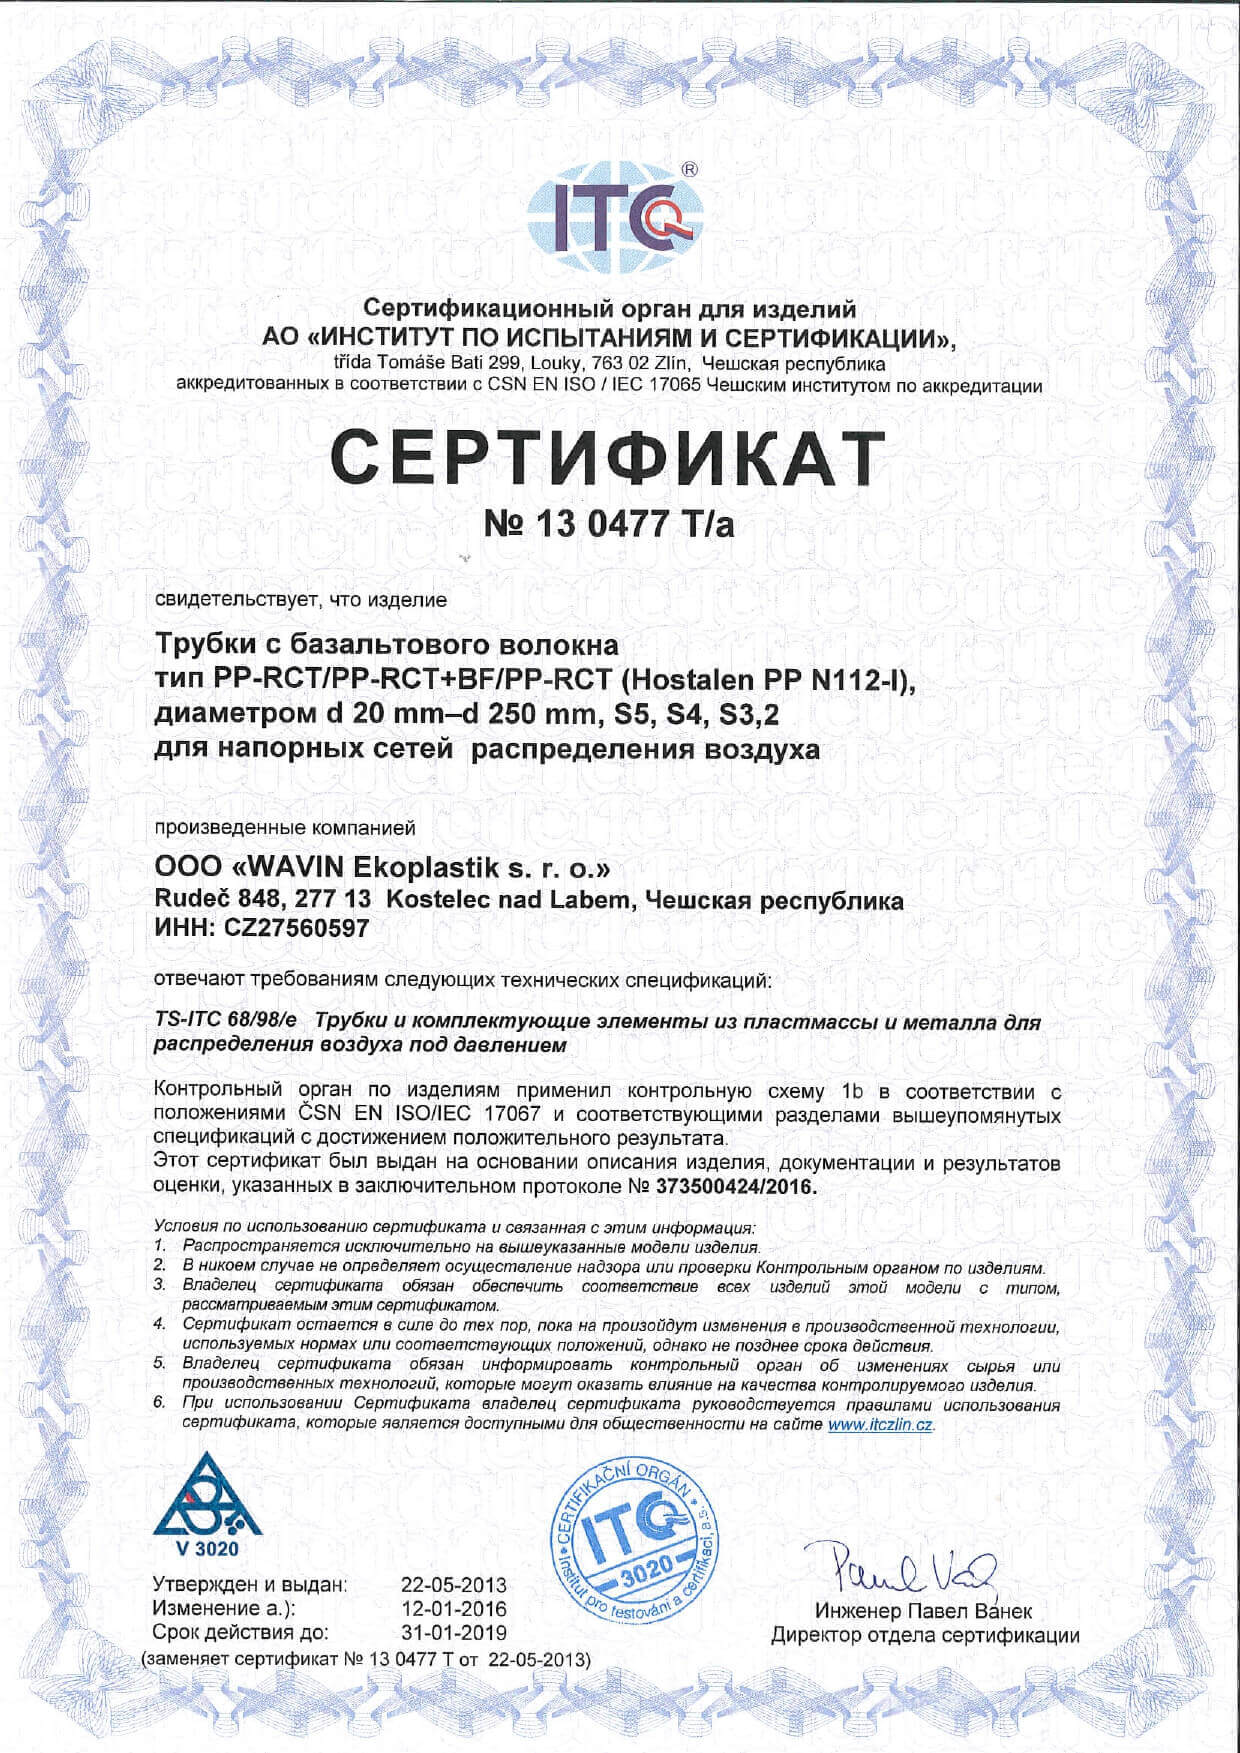 ITC ®
Сертификационный орган для изделий
АО «ИНСТИТУТ ПО ИСПЫТАНИЯМ И СЕРТИФИКАЦИИ»,
třída Tomáše Bati 299, Louky, 763 02 Zlín, Чешская республика
аккредитованных в соответствии с CSN EN ISO / IEC 17065 Чешским институтом по аккредитации
СЕРТИФИКАТ
№ 13 0477 T/a
свидетельствует, что изделие
Трубки с базальтового волокна
тип PP-RCT/PP-RCT+BF/PP-RCT (Hostalen PP N112-I),
диаметром d 20 mm–d 250 mm, S5, S4, S3,2
для напорных сетей распределения воздуха
произведенные компанией
ООО «WAVIN Ekoplastik s. r. o.»
Rudeč 848, 277 13 Kostelec nad Labem, Чешская республика
ИНН: CZ27560597
отвечают требованиям следующих технических спецификаций:
TS-ITC 68/98/e Трубки и комплектующие элементы из пластмассы и металла для
распределения воздуха под давлением
Контрольный орган по изделиям применил контрольную схему 1b в соответствии с
положениями ČSN EN ISO/IEC 17067 и соответствующими разделами вышеупомянутых
спецификаций с достижением положительного результата.
Этот сертификат был выдан на основании описания изделия, документации и результатов
оценки, указанных в заключительном протоколе № 373500424/2016.
Условия по использованию сертификата и связанная с этим информация:
1. Распространяется исключительно на вышеуказанные модели изделия.
2. В никоем случае не определяет осуществление надзора или проверки Контрольным органом по изделиям.
3. Владелец сертификата обязан обеспечить соответствие всех изделий этой модели с типом,
рассматриваемым этим сертификатом.
4. Сертификат остается в силе до тех пор, пока на произойдут изменения в производственной технологии,
используемых нормах или соответствующих положений, однако не позднее срока действия.
5. Владелец сертификата обязан информировать контрольный орган об изменениях сырья или
производственных технологий, которые могут оказать влияние на качества контролируемого изделия.
6. При использовании Сертификата владелец сертификата руководствуется правилами использования
сертификата, которые является доступными для общественности на сайте www.itczlin.cz.
V 3020
CERTIFIKAČNÍ ORGÁN
ITC
3020
Institut pro testování a certifikaci, a.s.
Утвержден и выдан: 22-05-2013
Изменение а.): 12-01-2016
Срок действия до: 31-01-2019
(заменяет сертификат № 13 0477 T от 22-05-2013)
Инженер Павел Ванек
Директор отдела сертификации